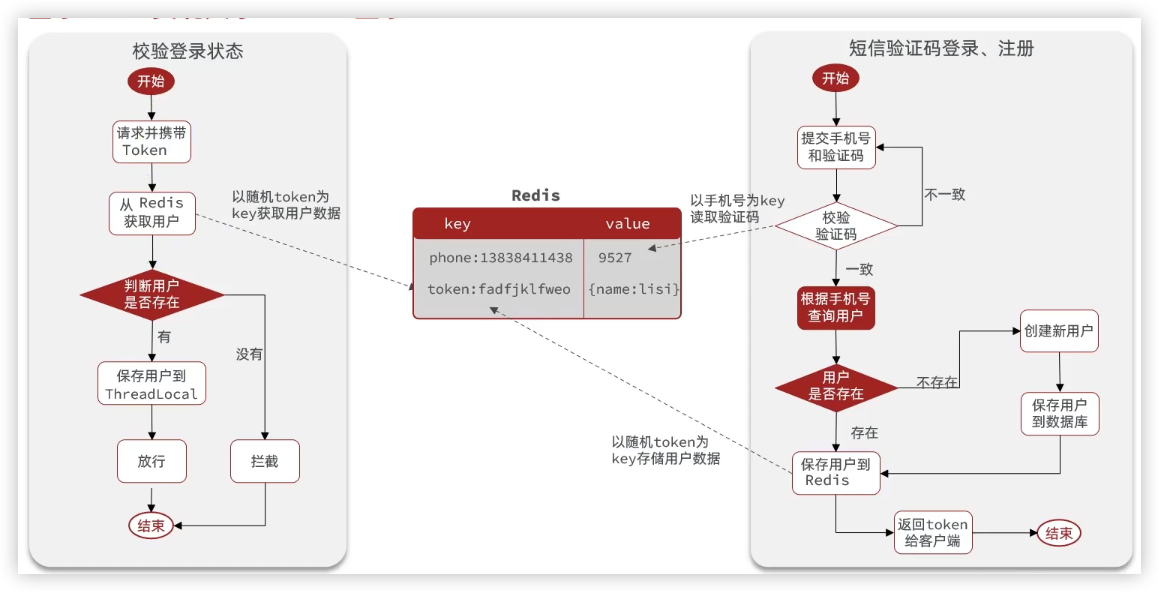 校验登录状态
开始
请求并携带
Token
从 Redis
获取用户
以随机token为
key获取用户数据
判断用户
是否存在
有
没有
保存用户到
ThreadLocal
放行
拦截
结束
Redis
key value
phone:13838411438 9527
token:fadfjklfweo {name:lisi}
以手机号为key
读取验证码
以随机token为
key存储用户数据
短信验证码登录、注册
开始
提交手机号
和验证码
不一致
校验
验证码
一致
根据手机号
查询用户
创建新用户
用户
是否存在
不存在
保存用户
到数据库
存在
保存用户到
Redis
返回token
给客户端
结束